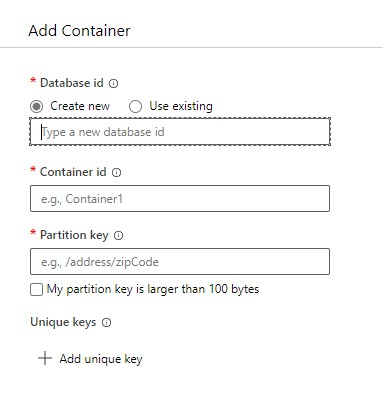 Add Container
* Database id
Create new Use existing
Type a new database id
* Container id
e.g., Container1
* Partition key
e.g., /address/zipCode
My partition key is larger than 100 bytes
Unique keys
Add unique key